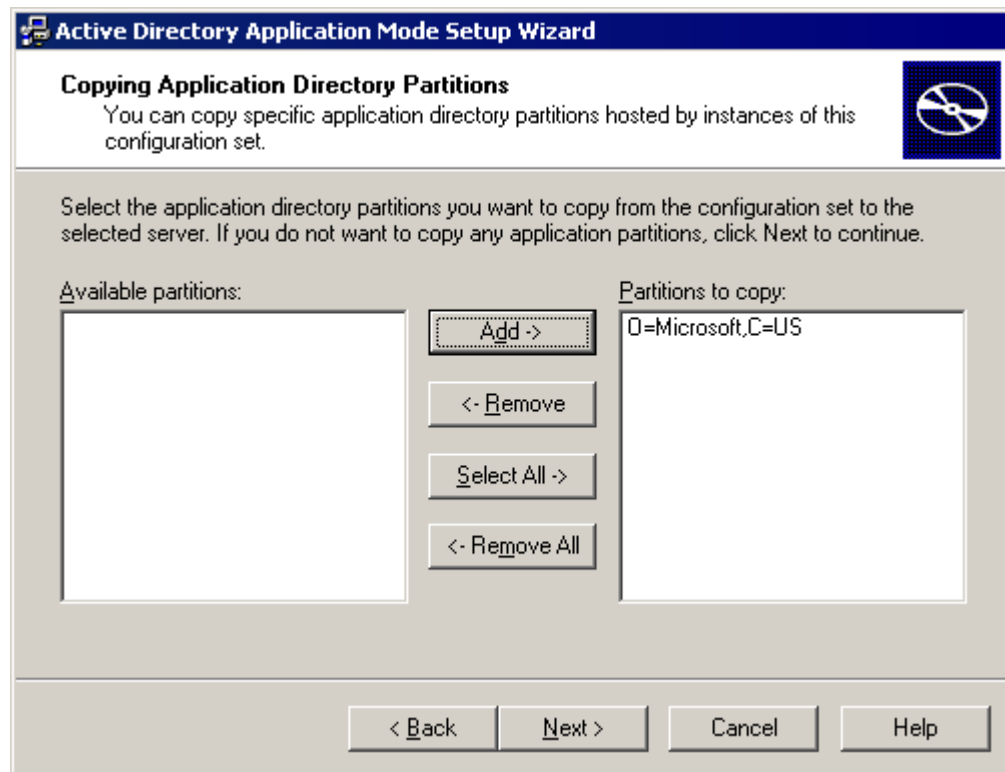 Active Directory Application Mode Setup Wizard
Copying Application Directory Partitions
You can copy specific application directory partitions hosted by instances of this
configuration set.
Select the application directory partitions you want to copy from the configuration set to the
selected server. If you do not want to copy any application partitions, click Next to continue.
Available partitions:
Partitions to copy:
Add ->
O=Microsoft,C=US
<- Remove
Select All ->
<- Remove All
< Back
Next >
Cancel
Help